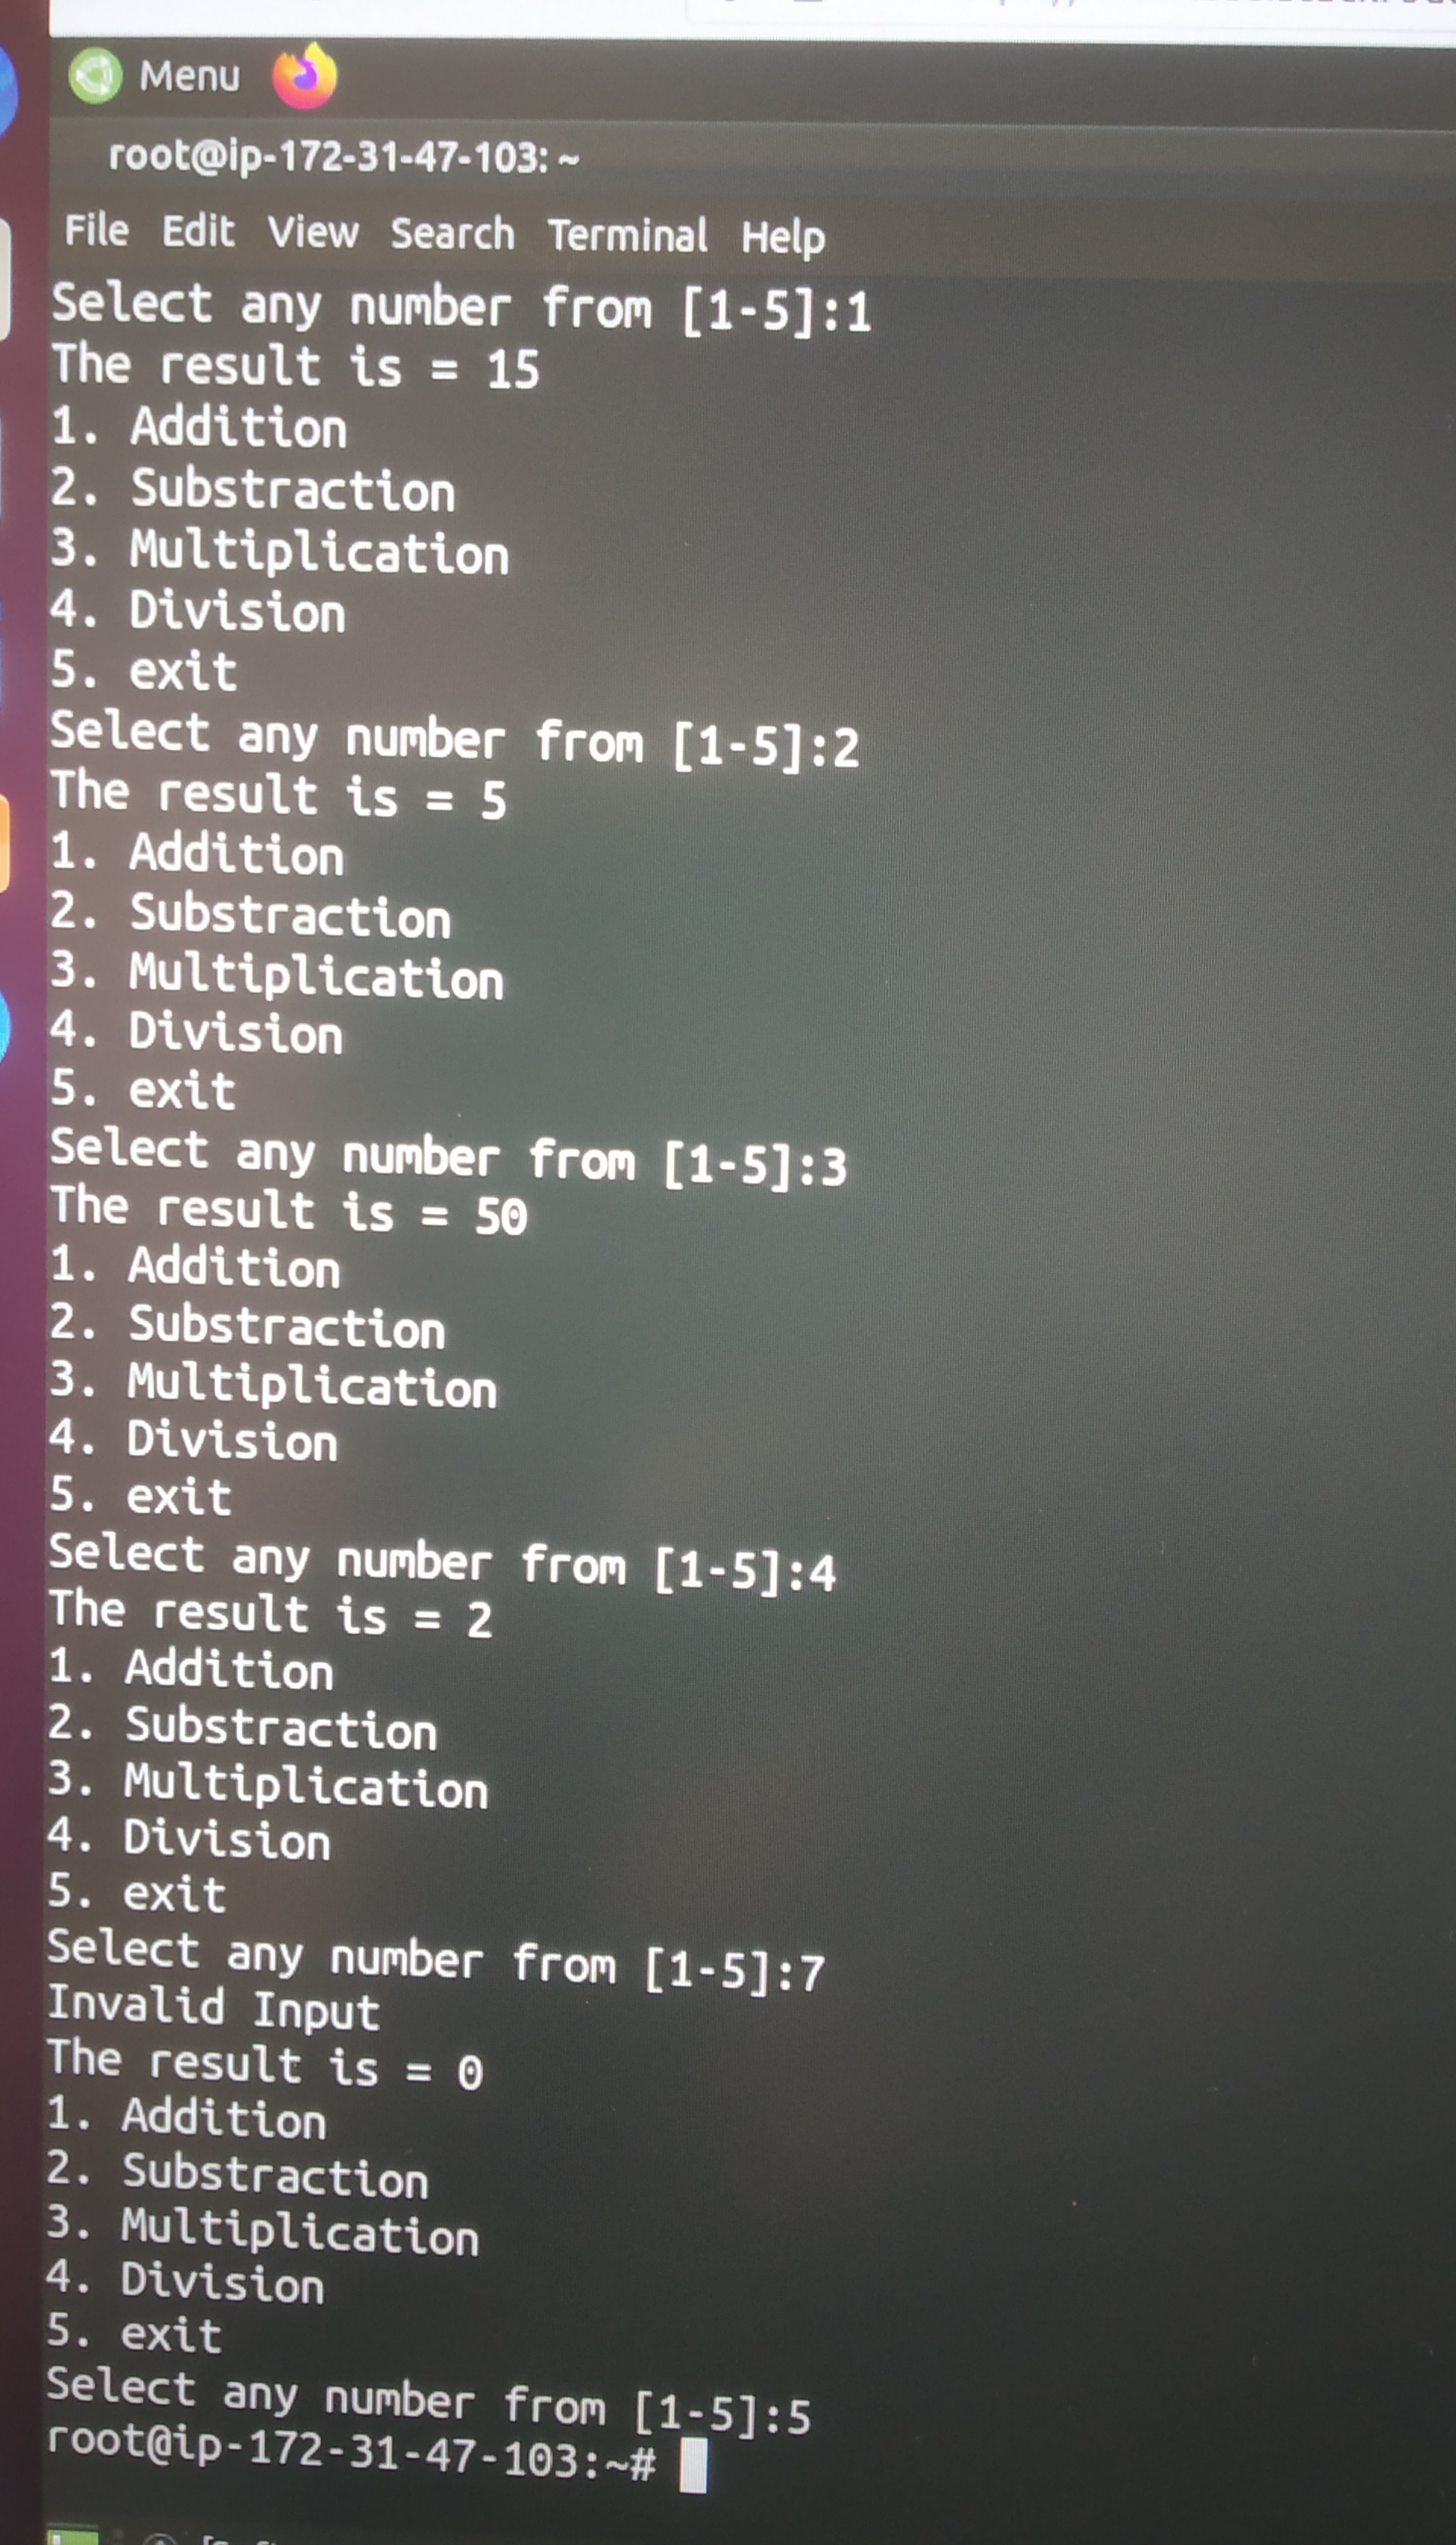 Menu
root@ip-172-31-47-103: ~
File Edit View Search Terminal Help
Select any number from [1-5]:1
The result is = 15
1. Addition
2. Substraction
3. Multiplication
4. Division
5. exit
Select any number from [1-5]:2
The result is = 5
1. Addition
2. Substraction
3. Multiplication
4. Division
5. exit
Select any number from [1-5]:3
The result is = 50
1. Addition
2. Substraction
3. Multiplication
4. Division
5. exit
Select any number from [1-5]:4
The result is = 2
1. Addition
2. Substraction
3. Multiplication
4. Division
5. exit
Select any number from [1-5]:7
Invalid Input
The result is = 0
1. Addition
2. Substraction
3. Multiplication
4. Division
5. exit
Select any number from [1-5]:5
root@ip-172-31-47-103:~#